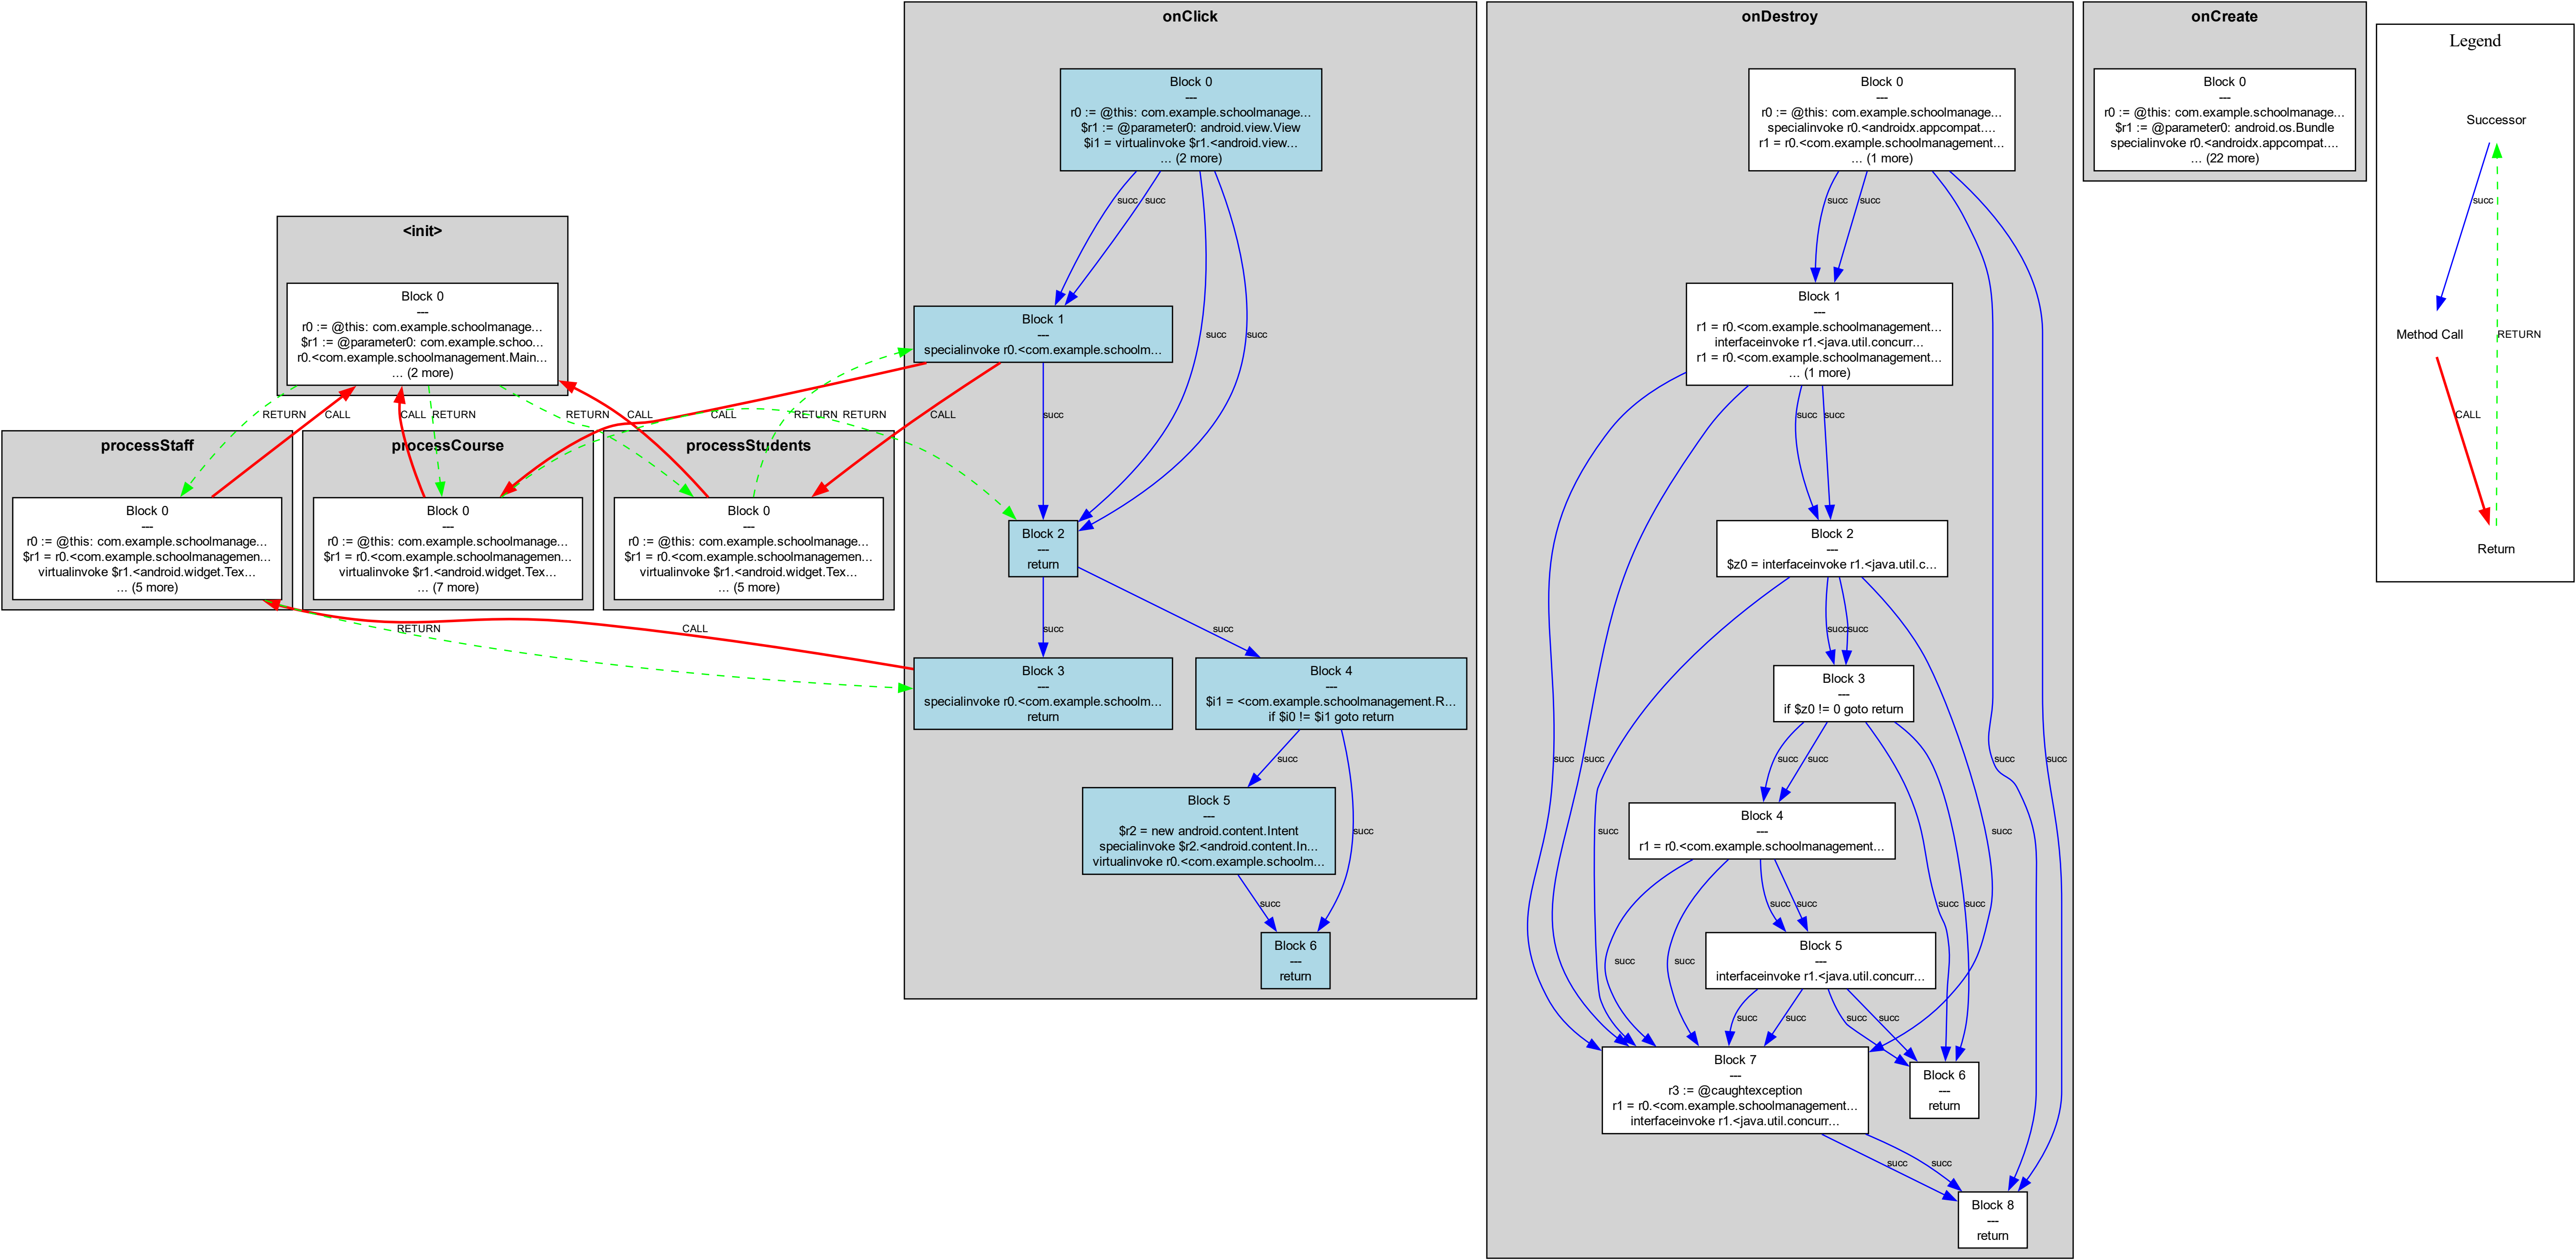 onClick
Block 0
---
r0 := @this: com.example.schoolmanage...
$r1 := @parameter0: android.view.View
$i1 = virtualinvoke $r1.<android.view...
... (2 more)
succ
succ
succ
succ
Block 1
---
specialinvoke r0.<com.example.schoolm...
succ
Block 2
---
return
succ
succ
Block 3
---
specialinvoke r0.<com.example.schoolm...
return
Block 4
---
$i1 = <com.example.schoolmanagement.R...
if $i0 != $i1 goto return
succ
succ
Block 5
---
$r2 = new android.content.Intent
specialinvoke $r2.<android.content.In...
virtualinvoke r0.<com.example.schoolm...
succ
Block 6
---
return
<init>
Block 0
---
r0 := @this: com.example.schoolmanage...
$r1 := @parameter0: com.example.schoo...
r0.<com.example.schoolmanagement.Main...
... (2 more)
RETURN
CALL
CALL
RETURN
RETURN
CALL
CALL
RETURN
RETURN
CALL
processStaff
Block 0
---
r0 := @this: com.example.schoolmanage...
$r1 = r0.<com.example.schoolmanagemen...
virtualinvoke $r1.<android.widget.Tex...
... (5 more)
processCourse
Block 0
---
r0 := @this: com.example.schoolmanage...
$r1 = r0.<com.example.schoolmanagemen...
virtualinvoke $r1.<android.widget.Tex...
... (7 more)
processStudents
Block 0
---
r0 := @this: com.example.schoolmanage...
$r1 = r0.<com.example.schoolmanagemen...
virtualinvoke $r1.<android.widget.Tex...
... (5 more)
RETURN
CALL
onDestroy
Block 0
---
r0 := @this: com.example.schoolmanage...
specialinvoke r0.<androidx.appcompat....
r1 = r0.<com.example.schoolmanagement...
... (1 more)
succ
succ
Block 1
---
r1 = r0.<com.example.schoolmanagement...
interfaceinvoke r1.<java.util.concurr...
r1 = r0.<com.example.schoolmanagement...
... (1 more)
succ
succ
Block 2
---
$z0 = interfaceinvoke r1.<java.util.c...
succ
succ
Block 3
---
if $z0 != 0 goto return
succ
succ
succ
succ
succ
succ
Block 4
---
r1 = r0.<com.example.schoolmanagement...
succ
succ
succ
succ
succ
succ
Block 5
---
interfaceinvoke r1.<java.util.concurr...
succ
succ
succ
succ
succ
succ
Block 7
---
r3 := @caughtexception
r1 = r0.<com.example.schoolmanagement...
interfaceinvoke r1.<java.util.concurr...
Block 6
---
return
succ
succ
Block 8
---
return
onCreate
Block 0
---
r0 := @this: com.example.schoolmanage...
$r1 := @parameter0: android.os.Bundle
specialinvoke r0.<androidx.appcompat....
... (22 more)
Legend
Successor
succ
Method Call
RETURN
CALL
Return